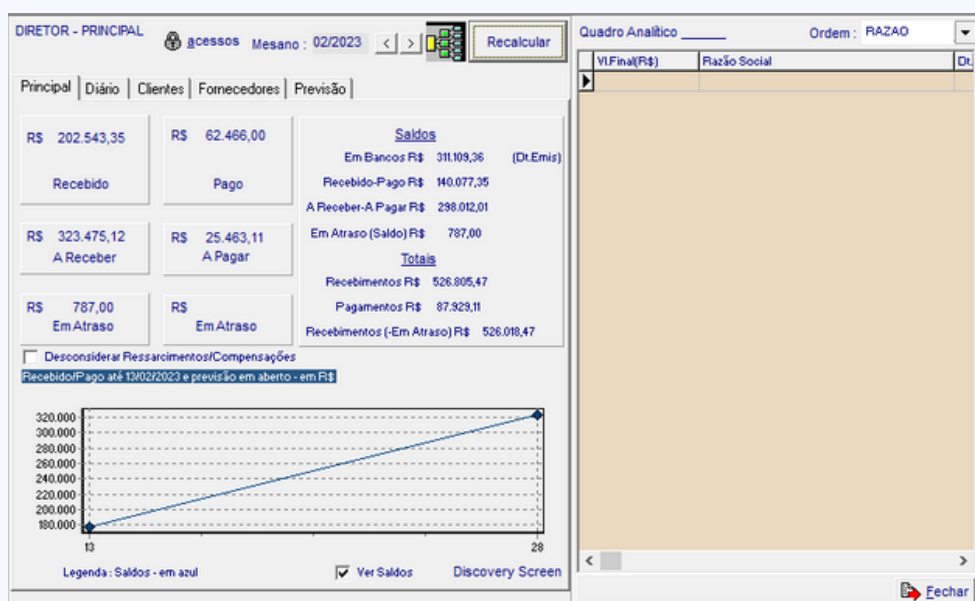 DIRETOR - PRINCIPAL
acessos Mesano : 02/2023 < > Recalcular
Principal Diário Clientes Fornecedores Previsão
R$ 202.543,35
Recebido
R$ 62.466,00
Pago
R$ 323.475,12
A Receber
R$ 25.463,11
A Pagar
R$ 787,00
Em Atraso
R$
Em Atraso
Saldos
Em Bancos R$ 311.109,36 (Dt.Emis)
Recebido-Pago R$ 140.077,35
A Receber-A Pagar R$ 298.012,01
Em Atraso (Saldo) R$ 787,00
Totais
Recebimentos R$ 526.805,47
Pagamentos R$ 87.929,11
Recebimentos (-Em Atraso) R$ 526.018,47
Desconsiderar Ressarcimentos/Compensações
Recebido/Pago até 13/02/2023 e previsão em aberto - em R$
320.000
300.000
280.000
260.000
240.000
220.000
200.000
180.000
13 28
Legenda : Saldos - em azul Ver Saldos Discovery Screen
Quadro Analítico ______ Ordem : RAZAO
Vl.Final(R$) Razão Social Dt.
Fechar